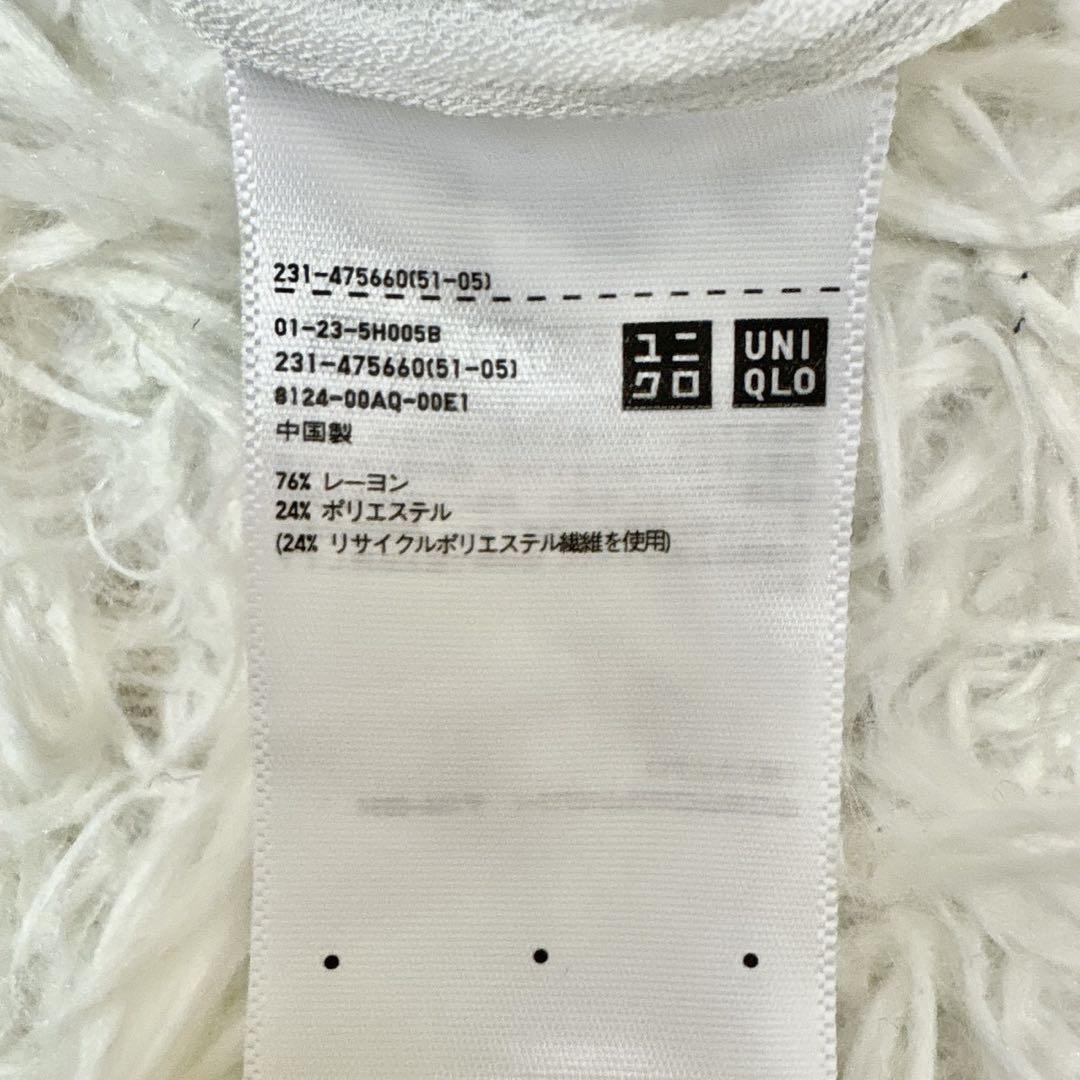 231-475660(51-05)
01-23-5H005B
231-475660(51-05)
8124-00AQ-00E1
中国製
ユニ
クロ
UNI
QLO
76% レーヨン
24% ポリエステル
(24% リサイクルポリエステル繊維を使用)